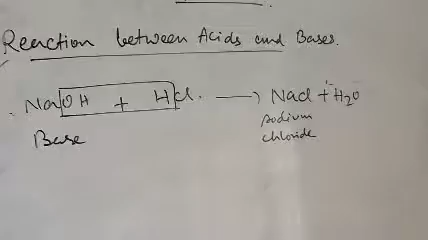 Reaction between Acids and Bases.
NaOH + HCl. → NaCl + H2O
Base
sodium
chloride